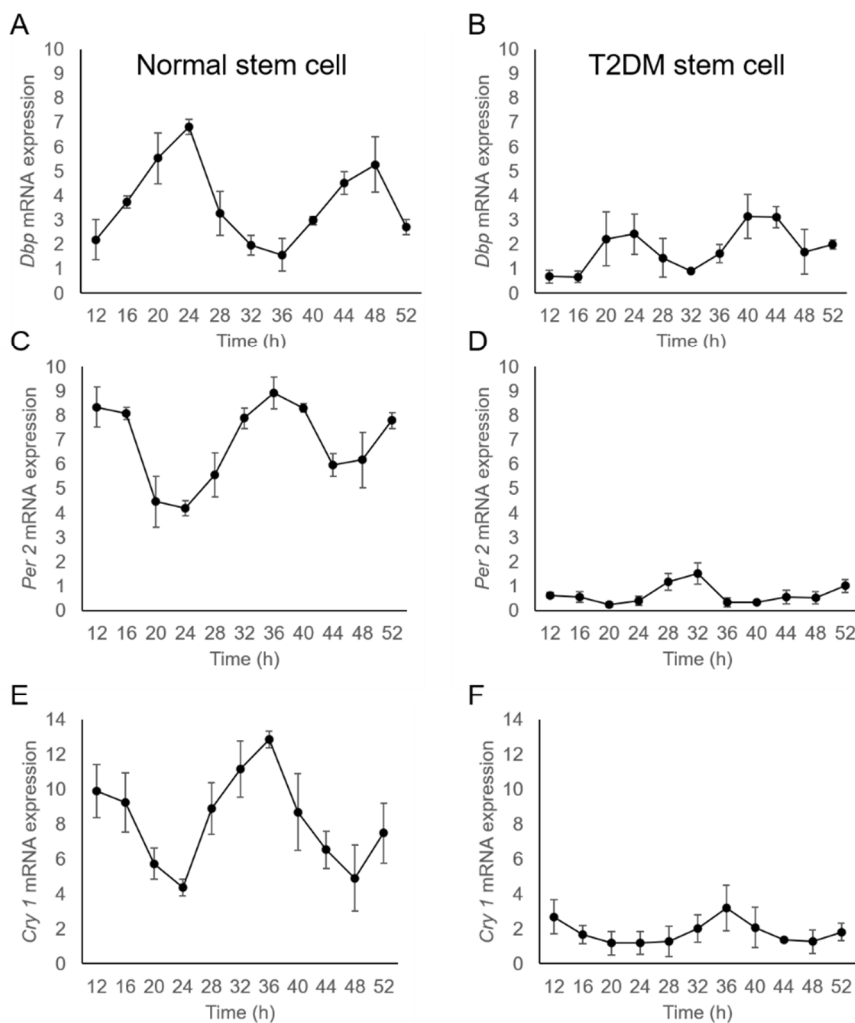 A
Normal stem cell
Dbp mRNA expression
10
9
8
7
6
5
4
3
2
1
0
12 16 20 24 28 32 36 40 44 48 52
Time (h)
B
T2DM stem cell
Dbp mRNA expression
10
9
8
7
6
5
4
3
2
1
0
12 16 20 24 28 32 36 40 44 48 52
Time (h)
C
Per 2 mRNA expression
10
9
8
7
6
5
4
3
2
1
0
12 16 20 24 28 32 36 40 44 48 52
Time (h)
D
Per 2 mRNA expression
10
9
8
7
6
5
4
3
2
1
0
12 16 20 24 28 32 36 40 44 48 52
Time (h)
E
Cry 1 mRNA expression
14
12
10
8
6
4
2
0
12 16 20 24 28 32 36 40 44 48 52
Time (h)
F
Cry 1 mRNA expression
14
12
10
8
6
4
2
0
12 16 20 24 28 32 36 40 44 48 52
Time (h)